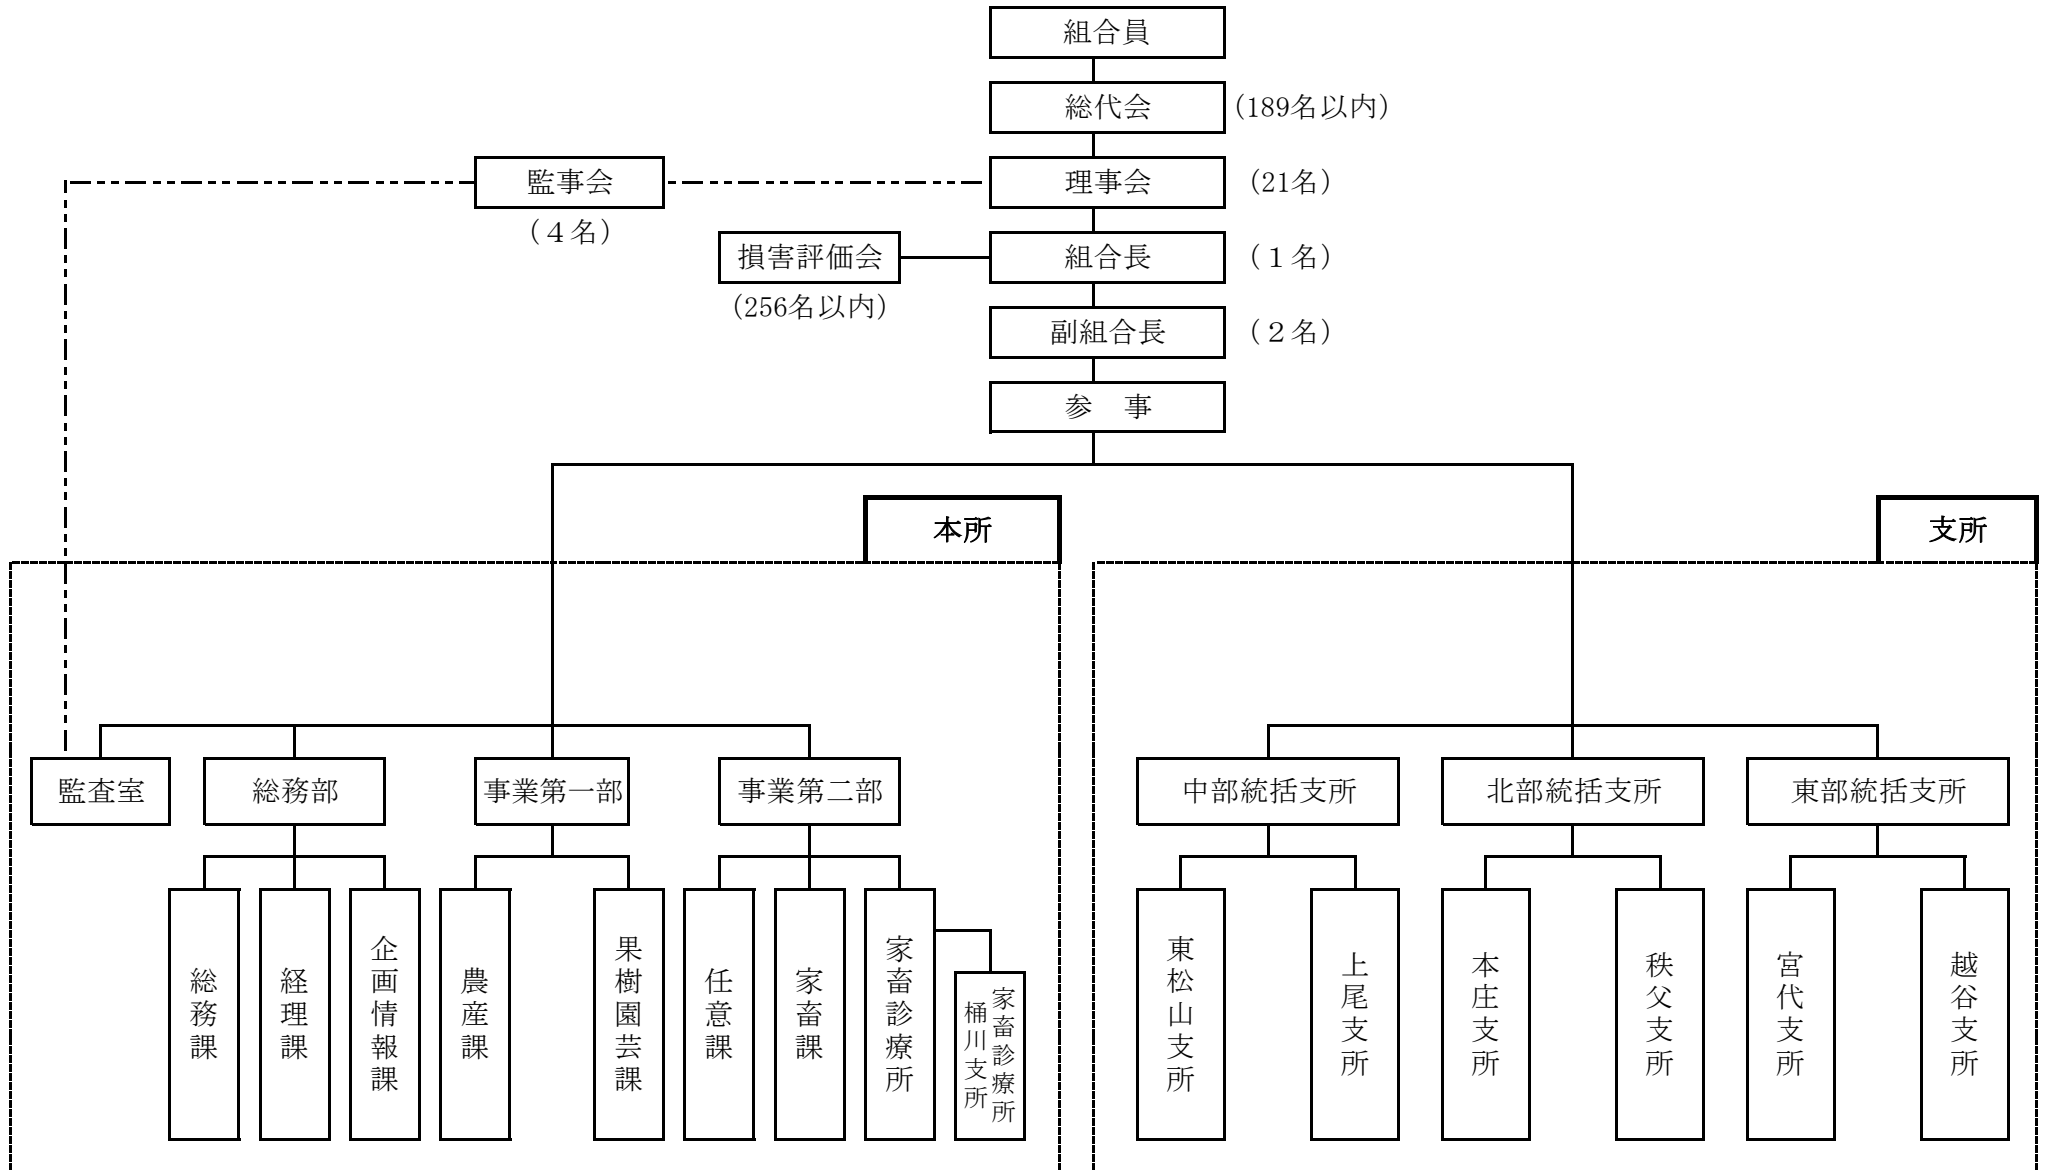 組合員
総代会
(189名以内)
監事会
理事会
(21名)
(４名)
損害評価会
組合長
(１名)
(256名以内)
副組合長
(２名)
参　事
本所
支所
監査室
総務部
事業第一部
事業第二部
中部統括支所
北部統括支所
東部統括支所
総務課
経理課
企画情報課
農産課
果樹園芸課
任意課
家畜課
家畜診療所
家畜診療所
桶川支所
東松山支所
上尾支所
本庄支所
秩父支所
宮代支所
越谷支所